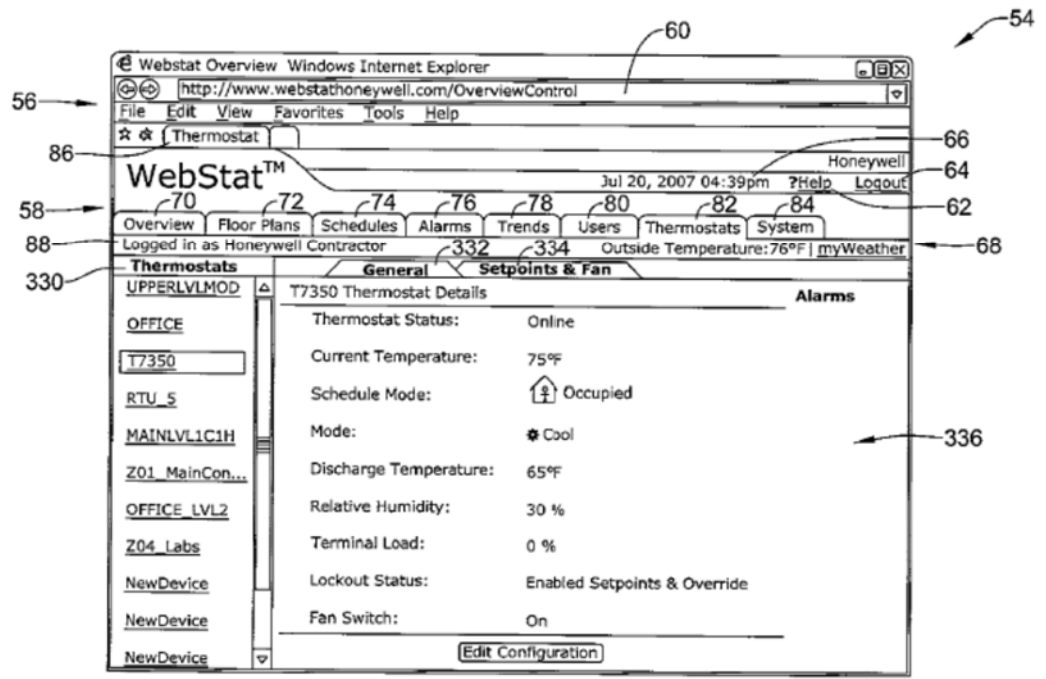 54
60
Webstat Overview Windows Internet Explorer
http://www.webstathoneywell.com/OverviewControl
56
File Edit View Favorites Tools Help
Thermostat
86
66
Honeywell
WebStat™
64
Jul 20, 2007 04:39pm ?Help Logout
58 70 72 74 76 78 80 82 84 62
Overview Floor Plans Schedules Alarms Trends Users Thermostats System
88 Logged in as Honeywell Contractor 332 334 Outside Temperature:76°F | myWeather 68
330 Thermostats General Setpoints & Fan
UPPERLVLMOD T7350 Thermostat Details Alarms
OFFICE Thermostat Status: Online
T7350 Current Temperature: 75°F
RTU_5 Schedule Mode: Occupied
MAINLVL1C1H Mode: Cool 336
Z01_MainCon... Discharge Temperature: 65°F
OFFICE_LVL2 Relative Humidity: 30 %
Z04_Labs Terminal Load: 0 %
NewDevice Lockout Status: Enabled Setpoints & Override
NewDevice Fan Switch: On
NewDevice Edit Configuration